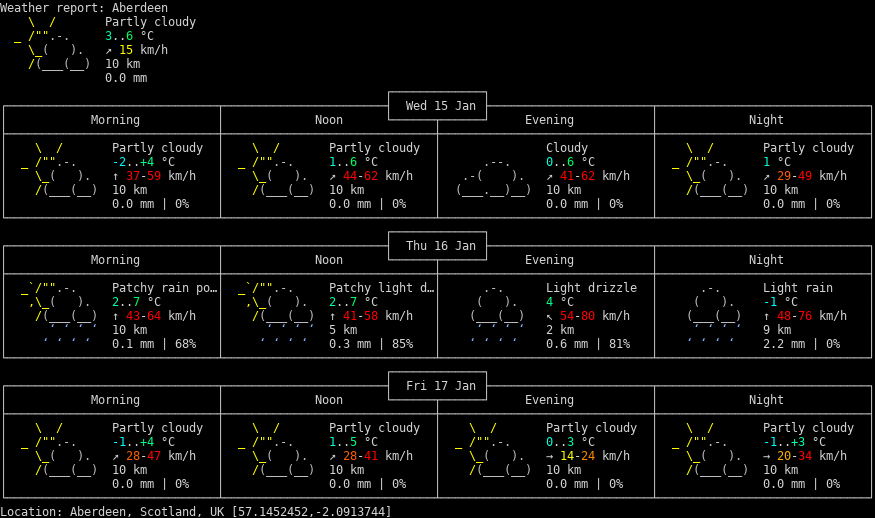 Weather report: Aberdeen
Partly cloudy
3..6 °C
↗ 15 km/h
10 km
0.0 mm
Wed 15 Jan
Morning Noon Evening Night
Partly cloudy Partly cloudy Cloudy Partly cloudy
-2..+4 °C 1..6 °C 0..6 °C 1 °C
↑ 37-59 km/h ↗ 44-62 km/h ↗ 41-62 km/h ↗ 29-49 km/h
10 km 10 km 10 km 10 km
0.0 mm | 0% 0.0 mm | 0% 0.0 mm | 0% 0.0 mm | 0%
Thu 16 Jan
Morning Noon Evening Night
Patchy rain po… Patchy light d… Light drizzle Light rain
2..7 °C 2..7 °C 4 °C -1 °C
↑ 43-64 km/h ↑ 41-58 km/h ↖ 54-80 km/h ↑ 48-76 km/h
10 km 5 km 2 km 9 km
0.1 mm | 68% 0.3 mm | 85% 0.6 mm | 81% 2.2 mm | 0%
Fri 17 Jan
Morning Noon Evening Night
Partly cloudy Partly cloudy Partly cloudy Partly cloudy
-1..+4 °C 1..5 °C 0..3 °C -1..+3 °C
↗ 28-47 km/h ↗ 28-41 km/h → 14-24 km/h → 20-34 km/h
10 km 10 km 10 km 10 km
0.0 mm | 0% 0.0 mm | 0% 0.0 mm | 0% 0.0 mm | 0%
Location: Aberdeen, Scotland, UK [57.1452452,-2.0913744]